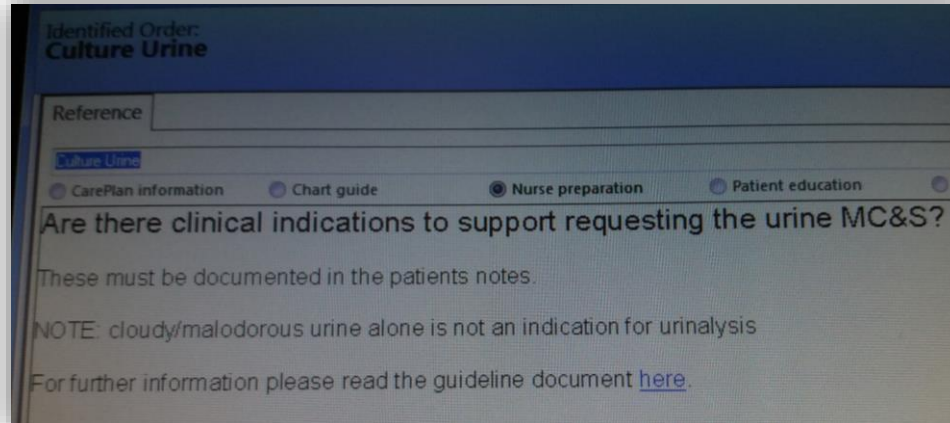 Identified Order:
Culture Urine
Reference
Culture Urine
CarePlan information Chart guide Nurse preparation Patient education
Are there clinical indications to support requesting the urine MC&S?
These must be documented in the patients notes.
NOTE: cloudy/malodorous urine alone is not an indication for urinalysis
For further information please read the guideline document here.